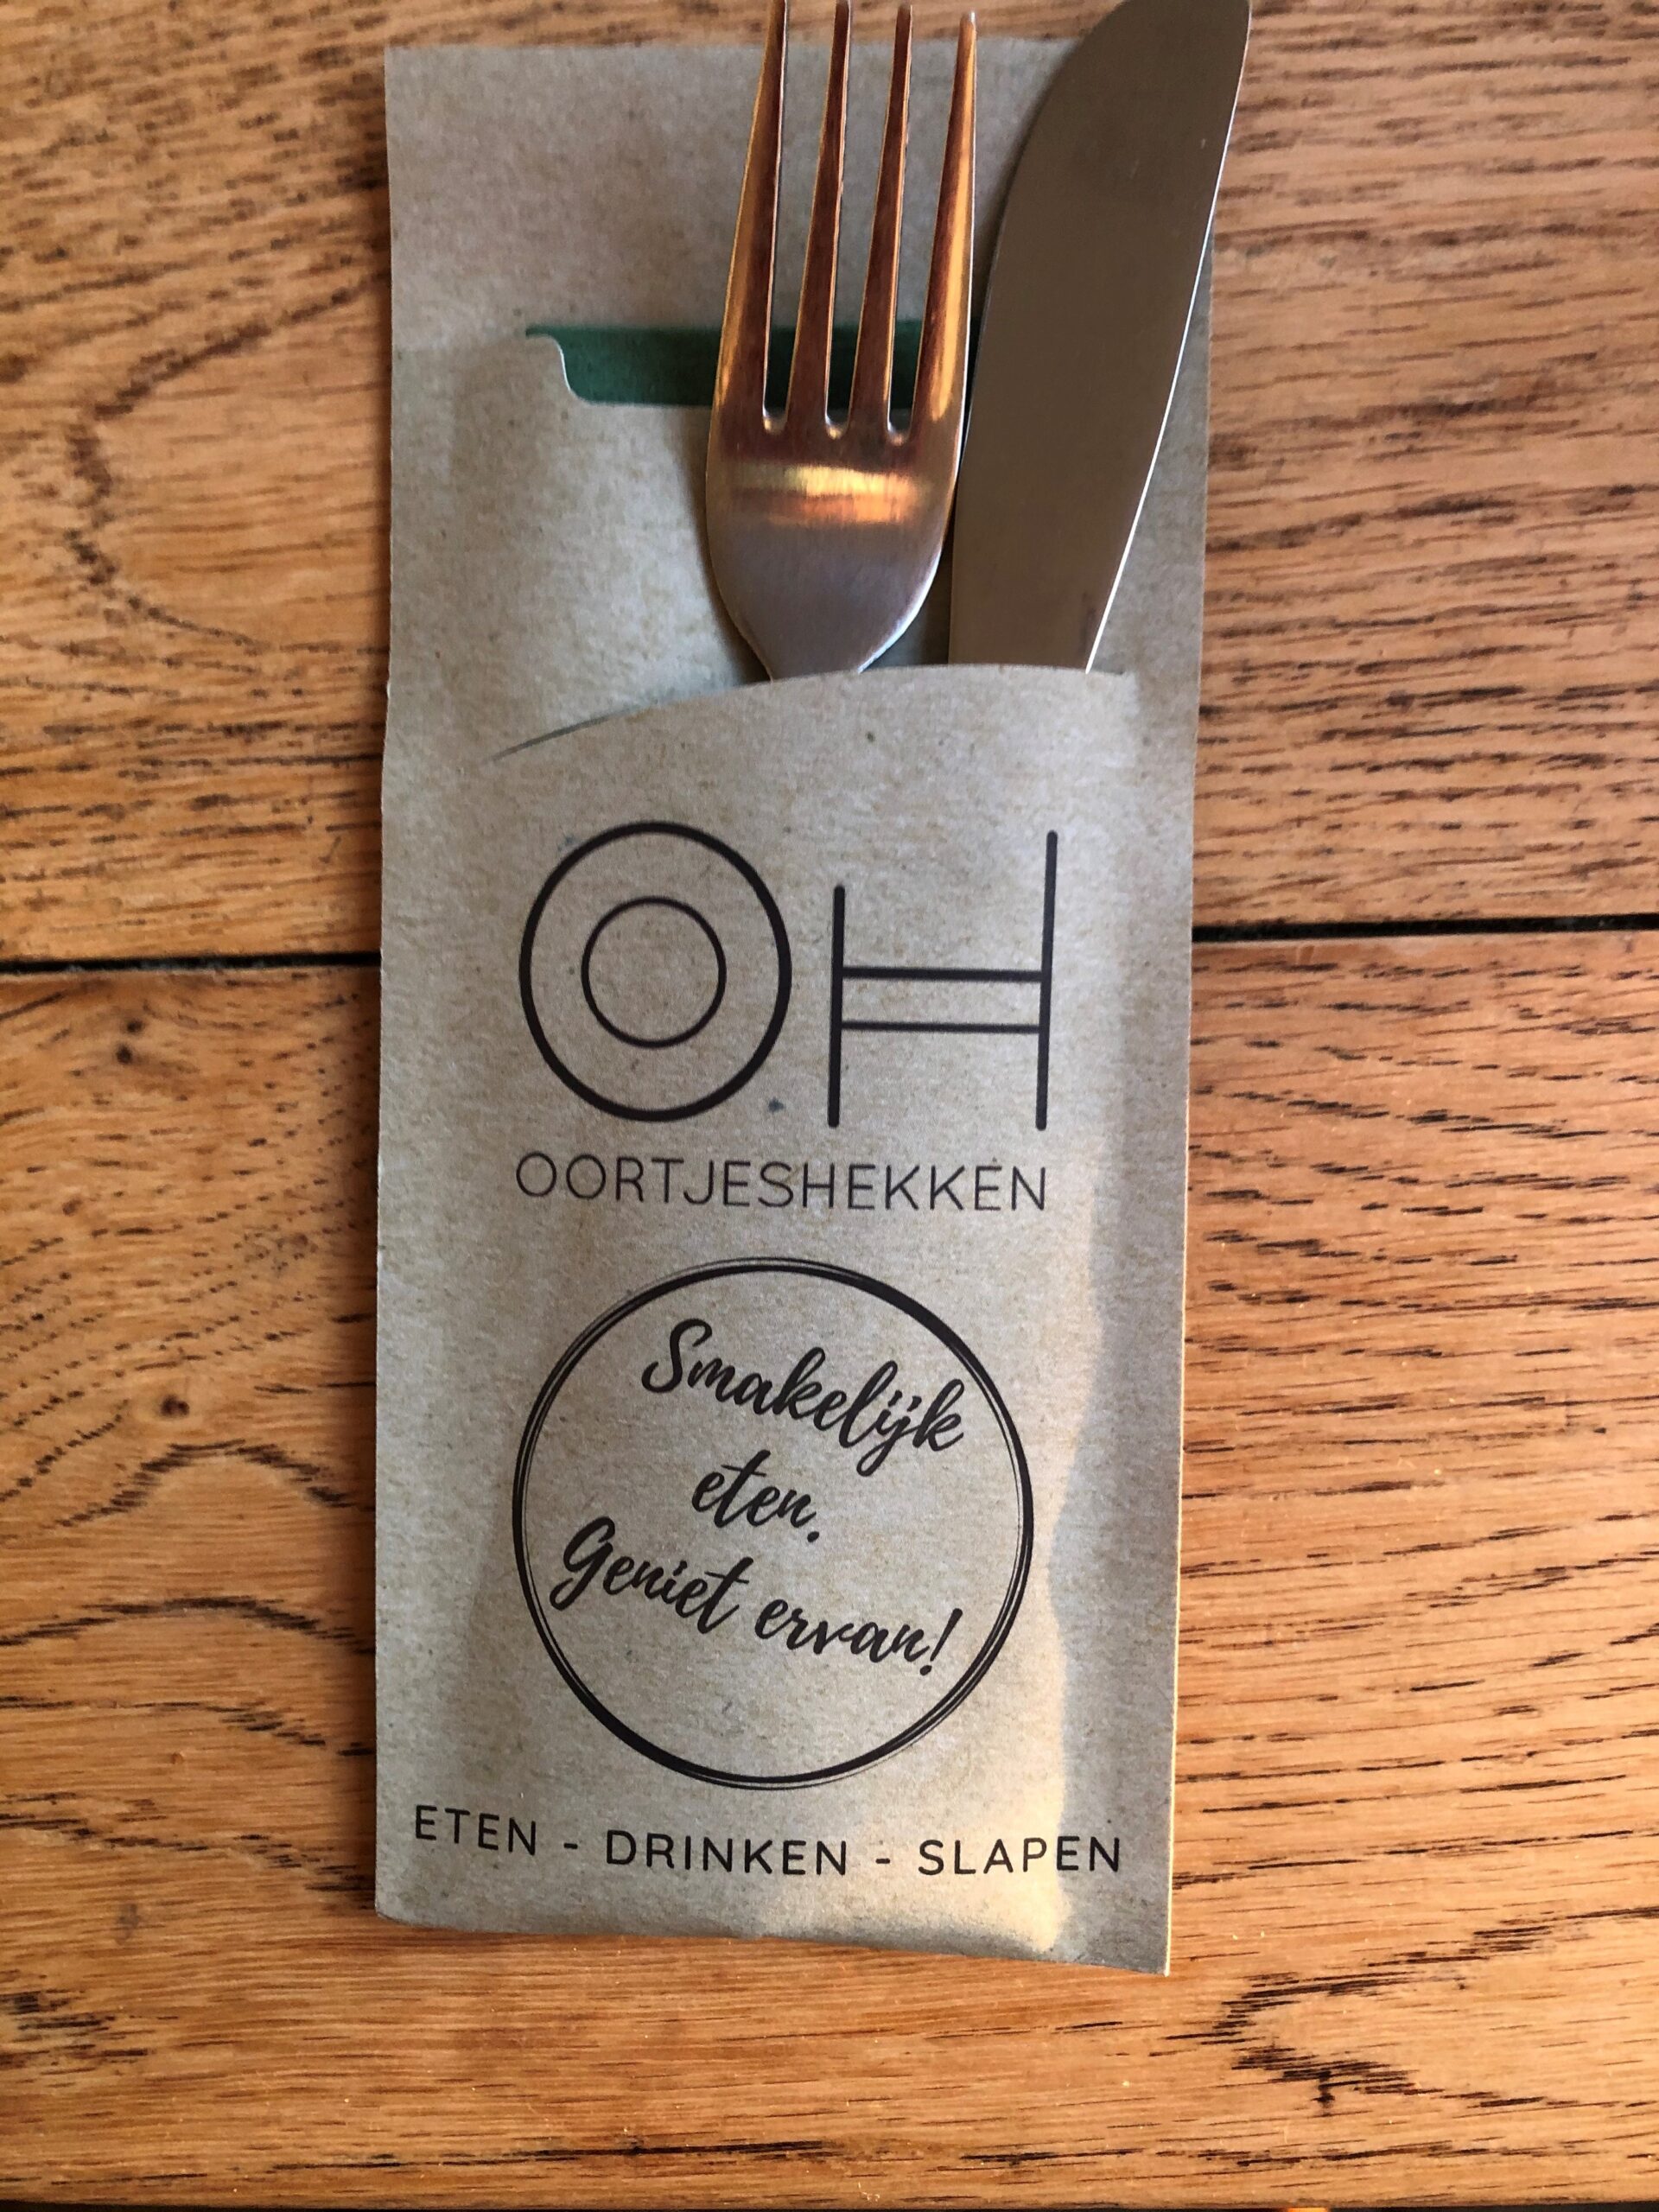 OH
OORTJESHEKKEN
Smakelijk
eten.
Geniet ervan!
ETEN - DRINKEN - SLAPEN